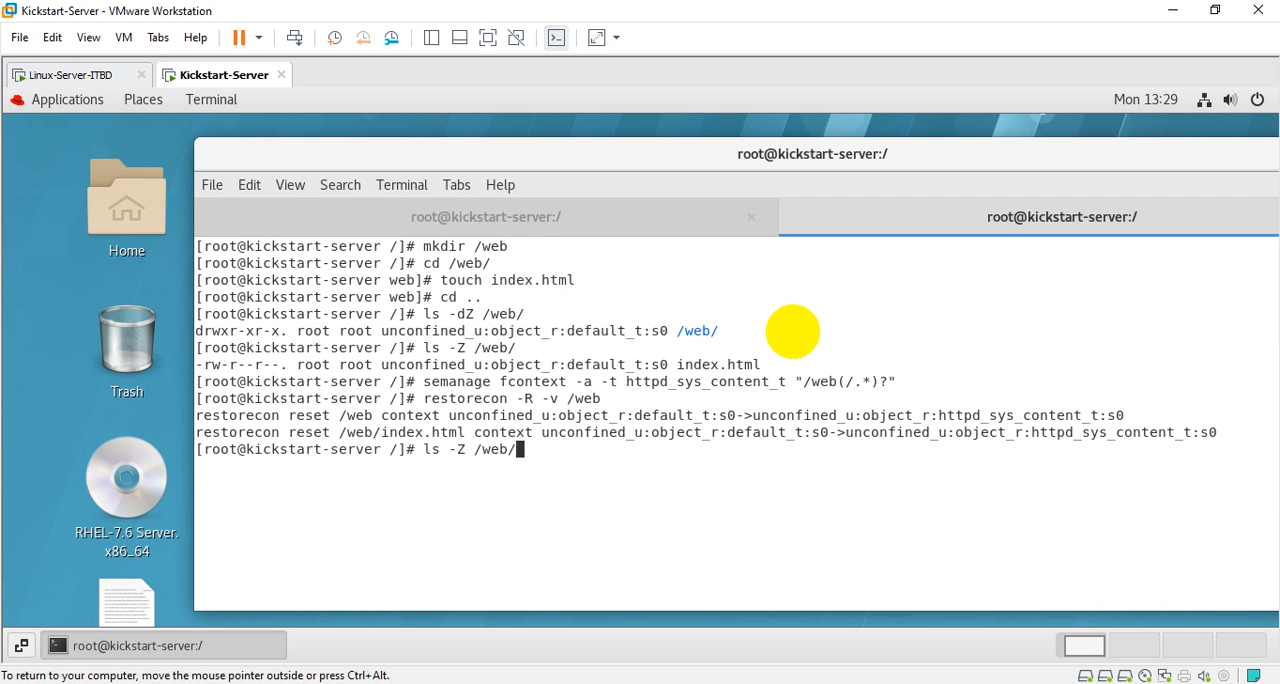 Kickstart-Server - VMware Workstation
File Edit View VM Tabs Help
Linux-Server-ITBD Kickstart-Server
Applications Places Terminal Mon 13:29
root@kickstart-server:/
File Edit View Search Terminal Tabs Help
root@kickstart-server:/ root@kickstart-server:/
[root@kickstart-server /]# mkdir /web
[root@kickstart-server /]# cd /web/
[root@kickstart-server web]# touch index.html
[root@kickstart-server web]# cd ..
[root@kickstart-server /]# ls -dZ /web/
drwxr-xr-x. root root unconfined_u:object_r:default_t:s0 /web/
[root@kickstart-server /]# ls -Z /web/
-rw-r--r--. root root unconfined_u:object_r:default_t:s0 index.html
[root@kickstart-server /]# semanage fcontext -a -t httpd_sys_content_t "/web(/.*)?"
[root@kickstart-server /]# restorecon -R -v /web
restorecon reset /web context unconfined_u:object_r:default_t:s0->unconfined_u:object_r:httpd_sys_content_t:s0
restorecon reset /web/index.html context unconfined_u:object_r:default_t:s0->unconfined_u:object_r:httpd_sys_content_t:s0
[root@kickstart-server /]# ls -Z /web/
Home
Trash
RHEL-7.6 Server.
x86_64
root@kickstart-server:/
To return to your computer, move the mouse pointer outside or press Ctrl+Alt.